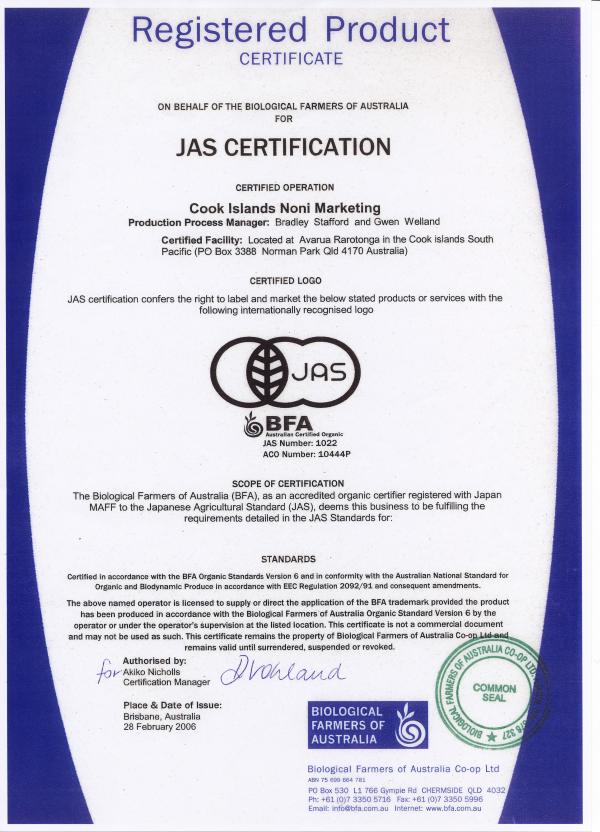 Registered Product
CERTIFICATE
ON BEHALF OF THE BIOLOGICAL FARMERS OF AUSTRALIA
FOR
JAS CERTIFICATION
CERTIFIED OPERATION
Cook Islands Noni Marketing
Production Process Manager: Bradley Stafford and Gwen Welland
Certified Facility: Located at Avarua Rarotonga in the Cook islands South
Pacific (PO Box 3388 Norman Park Qld 4170 Australia)
CERTIFIED LOGO
JAS certification confers the right to label and market the below stated products or services with the
following internationally recognised logo
JAS
BFA
Australian Certified Organic
JAS Number: 1022
ACO Number: 10444P
SCOPE OF CERTIFICATION
The Biological Farmers of Australia (BFA), as an accredited organic certifier registered with Japan
MAFF to the Japanese Agricultural Standard (JAS), deems this business to be fulfilling the
requirements detailed in the JAS Standards for:
STANDARDS
Certified in accordance with the BFA Organic Standards Version 6 and in conformity with the Australian National Standard for
Organic and Biodynamic Produce in accordance with EEC Regulation 2092/91 and consequent amendments.
The above named operator is licensed to supply or direct the application of the BFA trademark provided the product
has been produced in accordance with the Biological Farmers of Australia Organic Standard Version 6 by the
operator or under the operator's supervision at the listed location. This certificate is not a commercial document
and may not be used as such. This certificate remains the property of Biological Farmers of Australia Co-op Ltd and
remains valid until surrendered, suspended or revoked.
Authorised by:
for Akiko Nicholls
Certification Manager
Place & Date of Issue:
Brisbane, Australia
28 February 2006
BIOLOGICAL FARMERS OF AUSTRALIA CO-OP LTD
COMMON
SEAL
BIOLOGICAL
FARMERS OF
AUSTRALIA
Biological Farmers of Australia Co-op Ltd
ABN 75 699 664 781
PO Box 530 L1 766 Gympie Rd CHERMSIDE QLD 4032
Ph: +61 (0)7 3350 5716 Fax: +61 (0)7 3350 5996
Email: info@bfa.com.au Internet: www.bfa.com.au